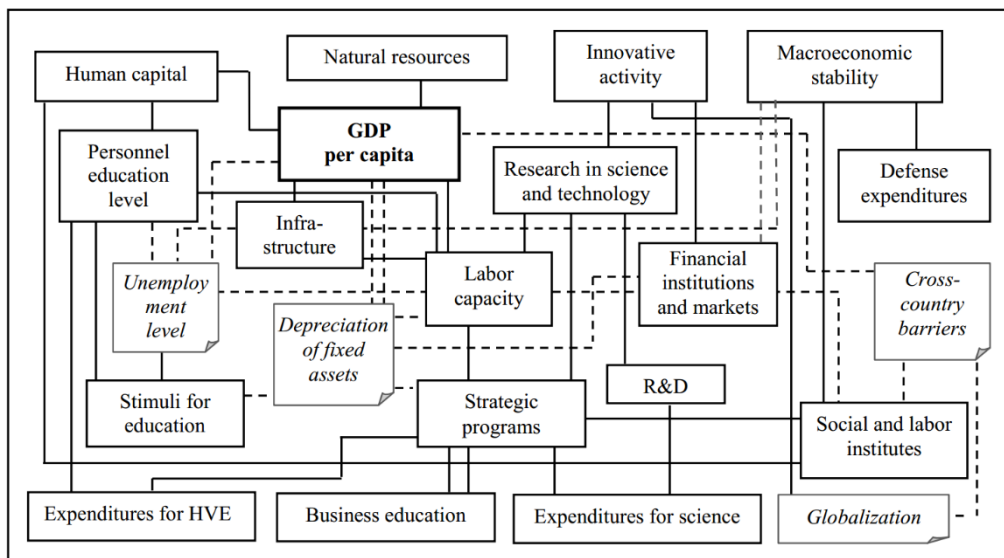 Human capital
Natural resources
Innovative
activity
Macroeconomic
stability
GDP
per capita
Personnel
education
level
Research in science
and technology
Defense
expenditures
Infra-
structure
Unemploy
ment
level
Labor
capacity
Financial
institutions
and markets
Cross-
country
barriers
Depreciation
of fixed
assets
Stimuli for
education
Strategic
programs
R&D
Social and labor
institutes
Expenditures for HVE
Business education
Expenditures for science
Globalization